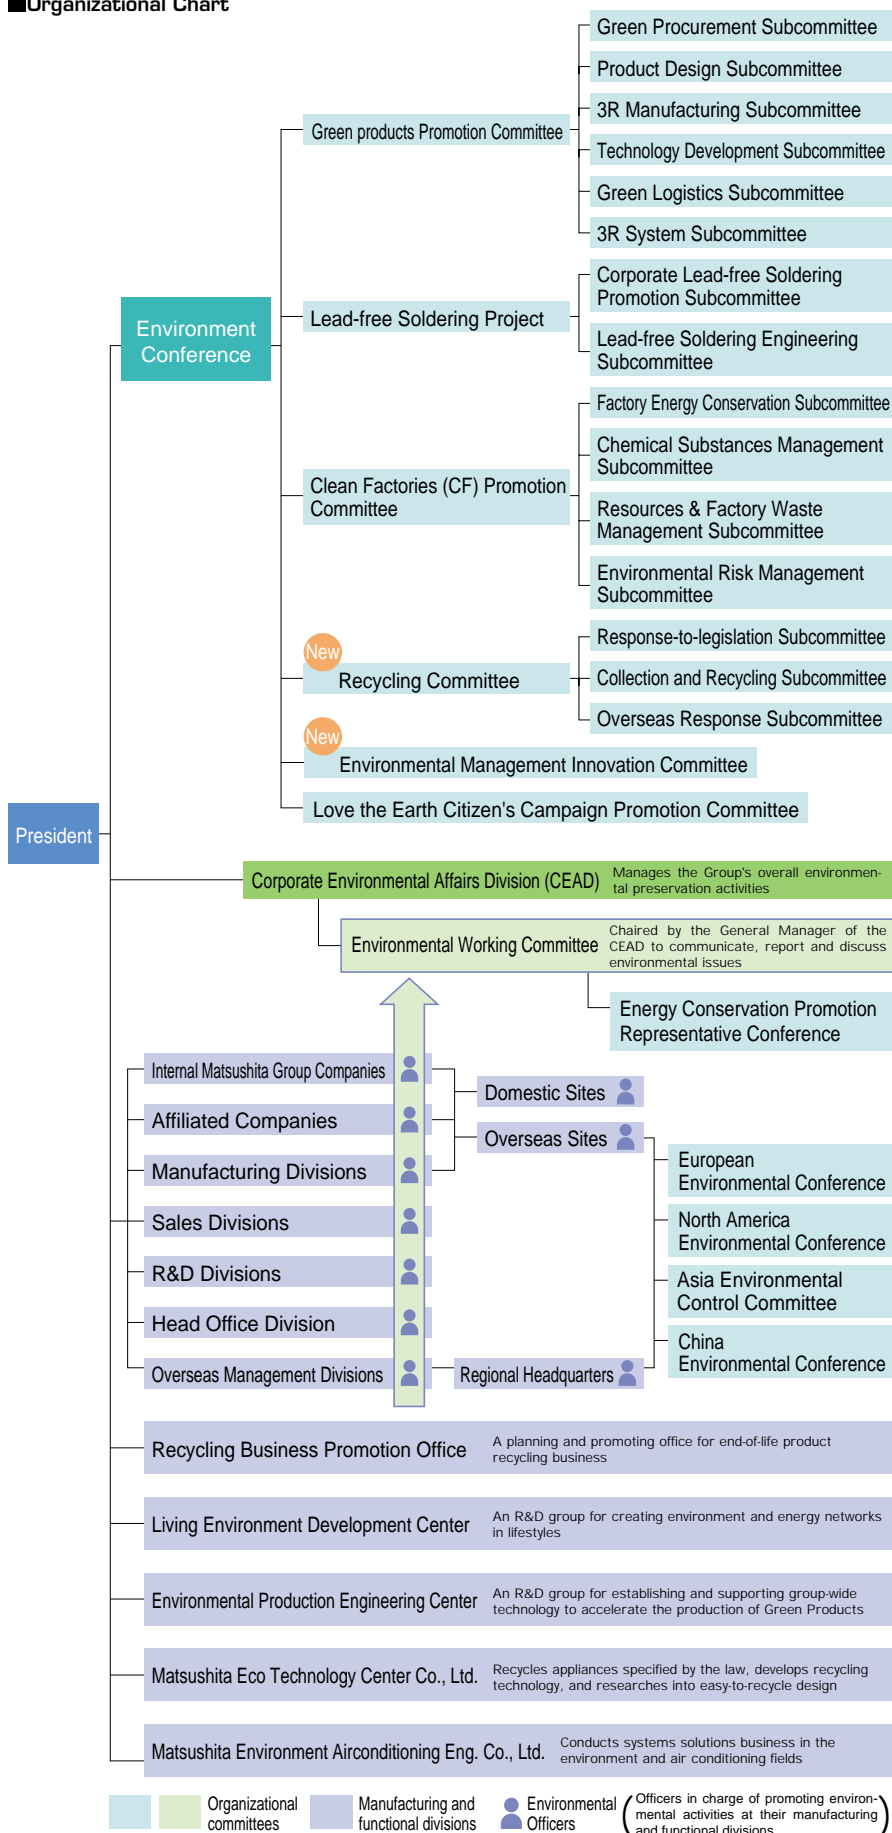 ■Organizational Chart
Green Procurement Subcommittee
Product Design Subcommittee
3R Manufacturing Subcommittee
Green products Promotion Committee
Technology Development Subcommittee
Green Logistics Subcommittee
3R System Subcommittee
Corporate Lead-free Soldering
Promotion Subcommittee
Environment
Conference
Lead-free Soldering Project
Lead-free Soldering Engineering
Subcommittee
Factory Energy Conservation Subcommittee
Chemical Substances Management
Subcommittee
Clean Factories (CF) Promotion
Committee
Resources & Factory Waste
Management Subcommittee
Environmental Risk Management
Subcommittee
New
Response-to-legislation Subcommittee
Recycling Committee
Collection and Recycling Subcommittee
Overseas Response Subcommittee
New
Environmental Management Innovation Committee
Love the Earth Citizen's Campaign Promotion Committee
President
Corporate Environmental Affairs Division (CEAD)
Manages the Group's overall environmen-
tal preservation activities
Environmental Working Committee
Chaired by the General Manager of the
CEAD to communicate, report and discuss
environmental issues
Energy Conservation Promotion
Representative Conference
Internal Matsushita Group Companies
Domestic Sites
Affiliated Companies
Overseas Sites
Manufacturing Divisions
European
Environmental Conference
Sales Divisions
North America
Environmental Conference
R&D Divisions
Asia Environmental
Control Committee
Head Office Division
China
Environmental Conference
Overseas Management Divisions
Regional Headquarters
Recycling Business Promotion Office
A planning and promoting office for end-of-life product
recycling business
Living Environment Development Center
An R&D group for creating environment and energy networks
in lifestyles
Environmental Production Engineering Center
An R&D group for establishing and supporting group-wide
technology to accelerate the production of Green Products
Matsushita Eco Technology Center Co., Ltd.
Recycles appliances specified by the law, develops recycling
technology, and researches into easy-to-recycle design
Matsushita Environment Airconditioning Eng. Co., Ltd.
Conducts systems solutions business in the
environment and air conditioning fields
Organizational
committees
Manufacturing and
functional divisions
Environmental
Officers
(Officers in charge of promoting environ-
mental activities at their manufacturing
and functional divisions)